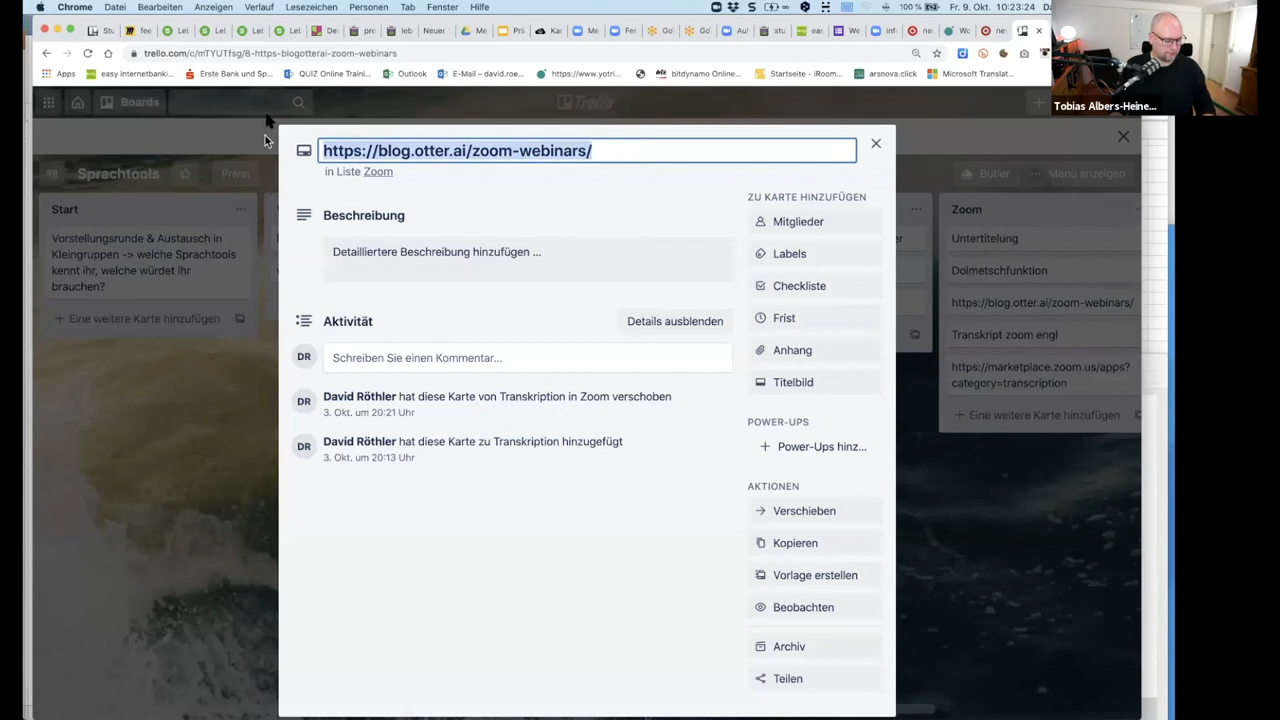 Chrome Datei Bearbeiten Anzeigen Verlauf Lesezeichen Personen Tab Fenster Hilfe 100 % Fr. 9. Okt. 10:23:24
trello.com/c/mTYUTfsg/8-https-blogotterai-zoom-webinars
Apps easy internetbanki... Erste Bank und Sp... QUIZ Online Traini... Outlook E-Mail – david.roe... https://www.yotri... bitdynamo Online... Startseite - iRoom... arsnova.click Microsoft Translat...
Tobias Albers-Heine...
Boards
Trello
https://blog.otter.ai/zoom-webinars/
in Liste Zoom
Sprachtools
Privat
Butler
Menü anzeigen
Start
Vorstellungsrunde & Austausch in
Kleingruppen -> welche Sprachtools
kennt ihr, welche würdet ihr
brauchen?
Eine weitere Karte hinzufügen
Beschreibung
Detailliertere Beschreibung hinzufügen ...
Aktivität
Details ausblenden
DR
Schreiben Sie einen Kommentar...
DR
David Röthler hat diese Karte von Transkription in Zoom verschoben
3. Okt. um 20:21 Uhr
DR
David Röthler hat diese Karte zu Transkription hinzugefügt
3. Okt. um 20:13 Uhr
ZU KARTE HINZUFÜGEN
Mitglieder
Labels
Checkliste
Frist
Anhang
Titelbild
POWER-UPS
Power-Ups hinz...
AKTIONEN
Verschieben
Kopieren
Vorlage erstellen
Beobachten
Archiv
Teilen
Zoom
Untertitelung
Dolmetschfunktion
https://blog.otter.ai/zoom-webinars/
Transkript zoom engl
https://marketplace.zoom.us/apps?
category=transcription
Eine weitere Karte hinzufügen